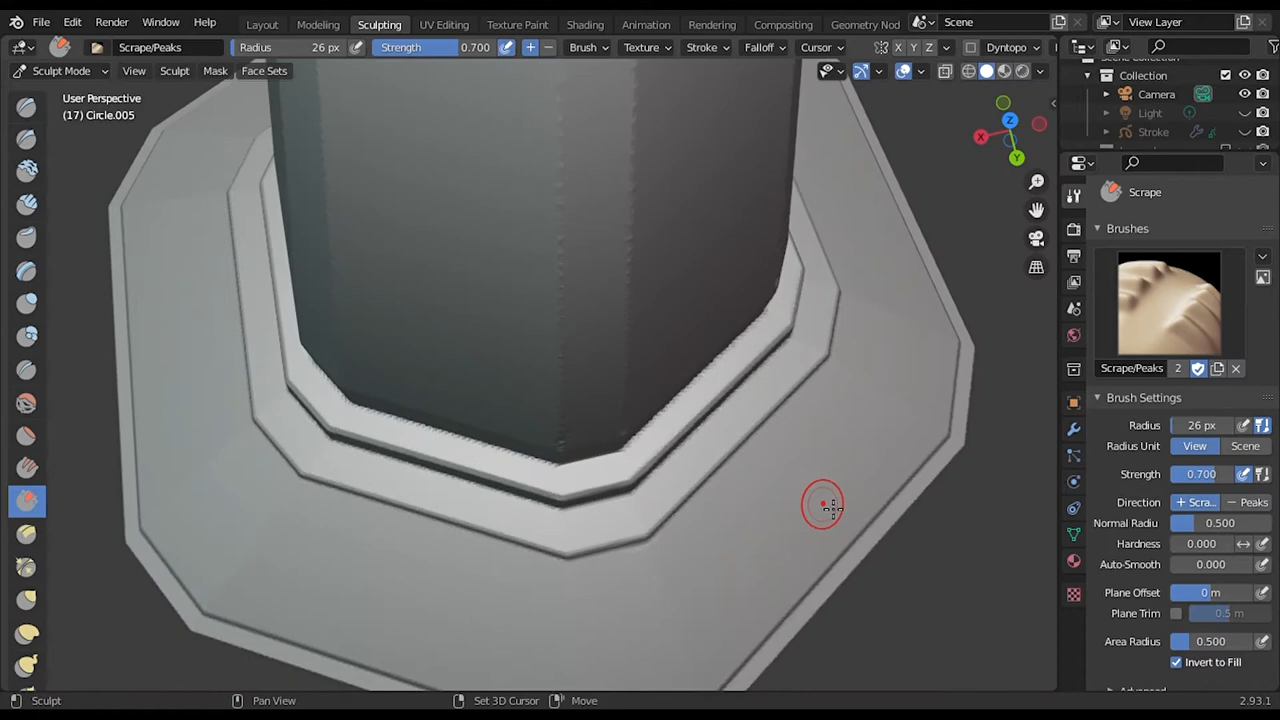 File Edit Render Window Help Layout Modeling Sculpting UV Editing Texture Paint Shading Animation Rendering Compositing Geometry Nod Scene View Layer
Scrape/Peaks Radius 26 px Strength 0.700 Brush Texture Stroke Falloff Cursor X Y Z Dyntopo
Sculpt Mode View Sculpt Mask Face Sets
User Perspective
(17) Circle.005
Z
X
Y
Collection
Camera
Light
Stroke
Scrape
Brushes
Scrape/Peaks 2
Brush Settings
Radius 26 px
Radius Unit View Scene
Strength 0.700
Direction + Scra... − Peaks
Normal Radiu 0.500
Hardness 0.000
Auto-Smooth 0.000
Plane Offset 0 m
Plane Trim 0.5 m
Area Radius 0.500
Invert to Fill
Sculpt Pan View Set 3D Cursor Move 2.93.1